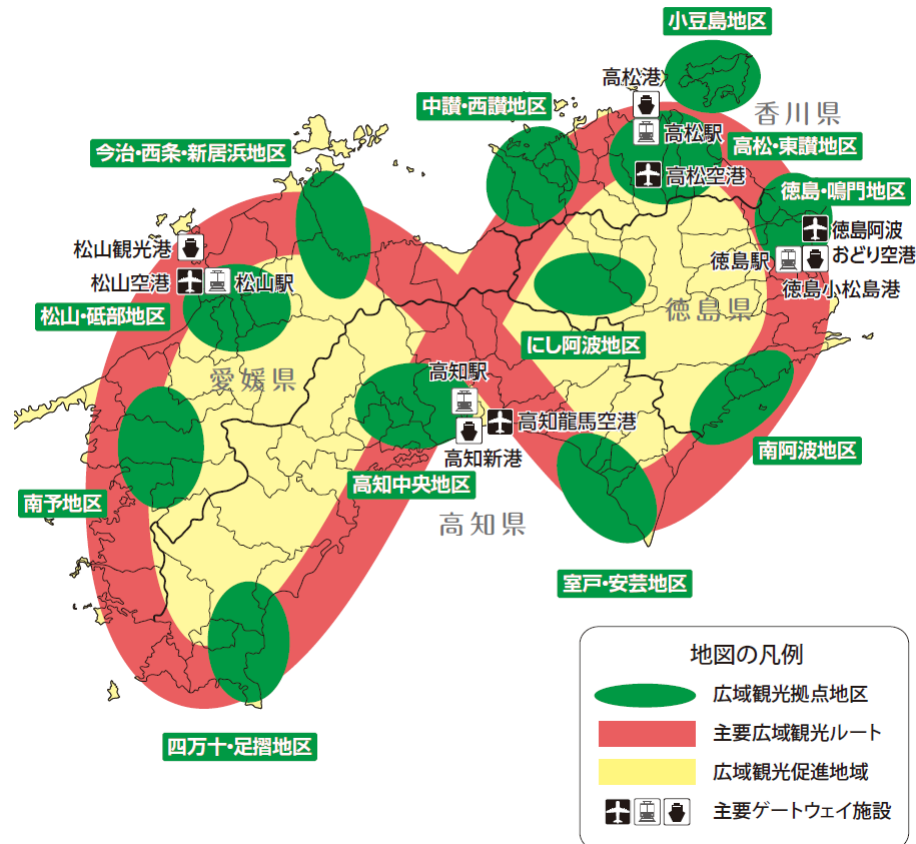 小豆島地区
高松港
中讃・西讃地区
香川県
高松駅
今治・西条・新居浜地区
高松・東讃地区
高松空港
徳島・鳴門地区
松山観光港
徳島阿波
おどり空港
徳島駅
松山空港
松山駅
徳島小松島港
松山・砥部地区
徳島県
にし阿波地区
愛媛県
高知駅
高知龍馬空港
南阿波地区
高知新港
南予地区
高知中央地区
高知県
室戸・安芸地区
四万十・足摺地区
地図の凡例
広域観光拠点地区
主要広域観光ルート
広域観光促進地域
主要ゲートウェイ施設